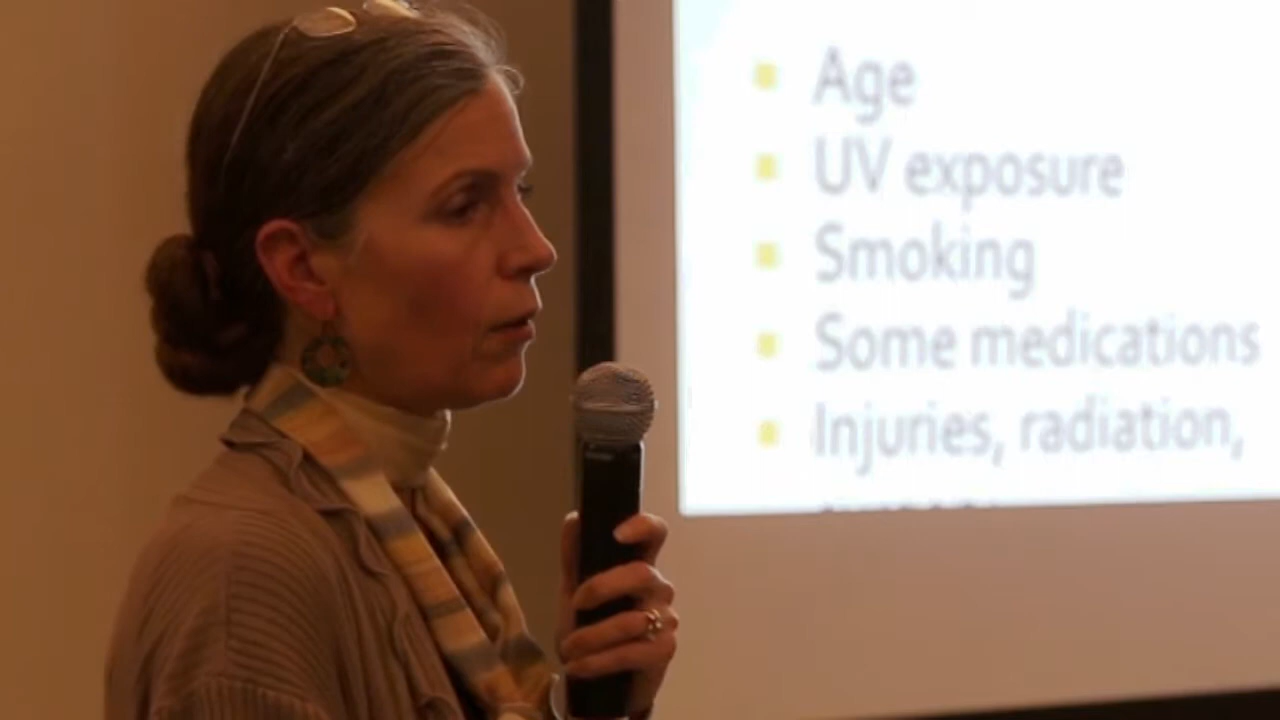 Age
UV exposure
Smoking
Some medications
Injuries, radiation,